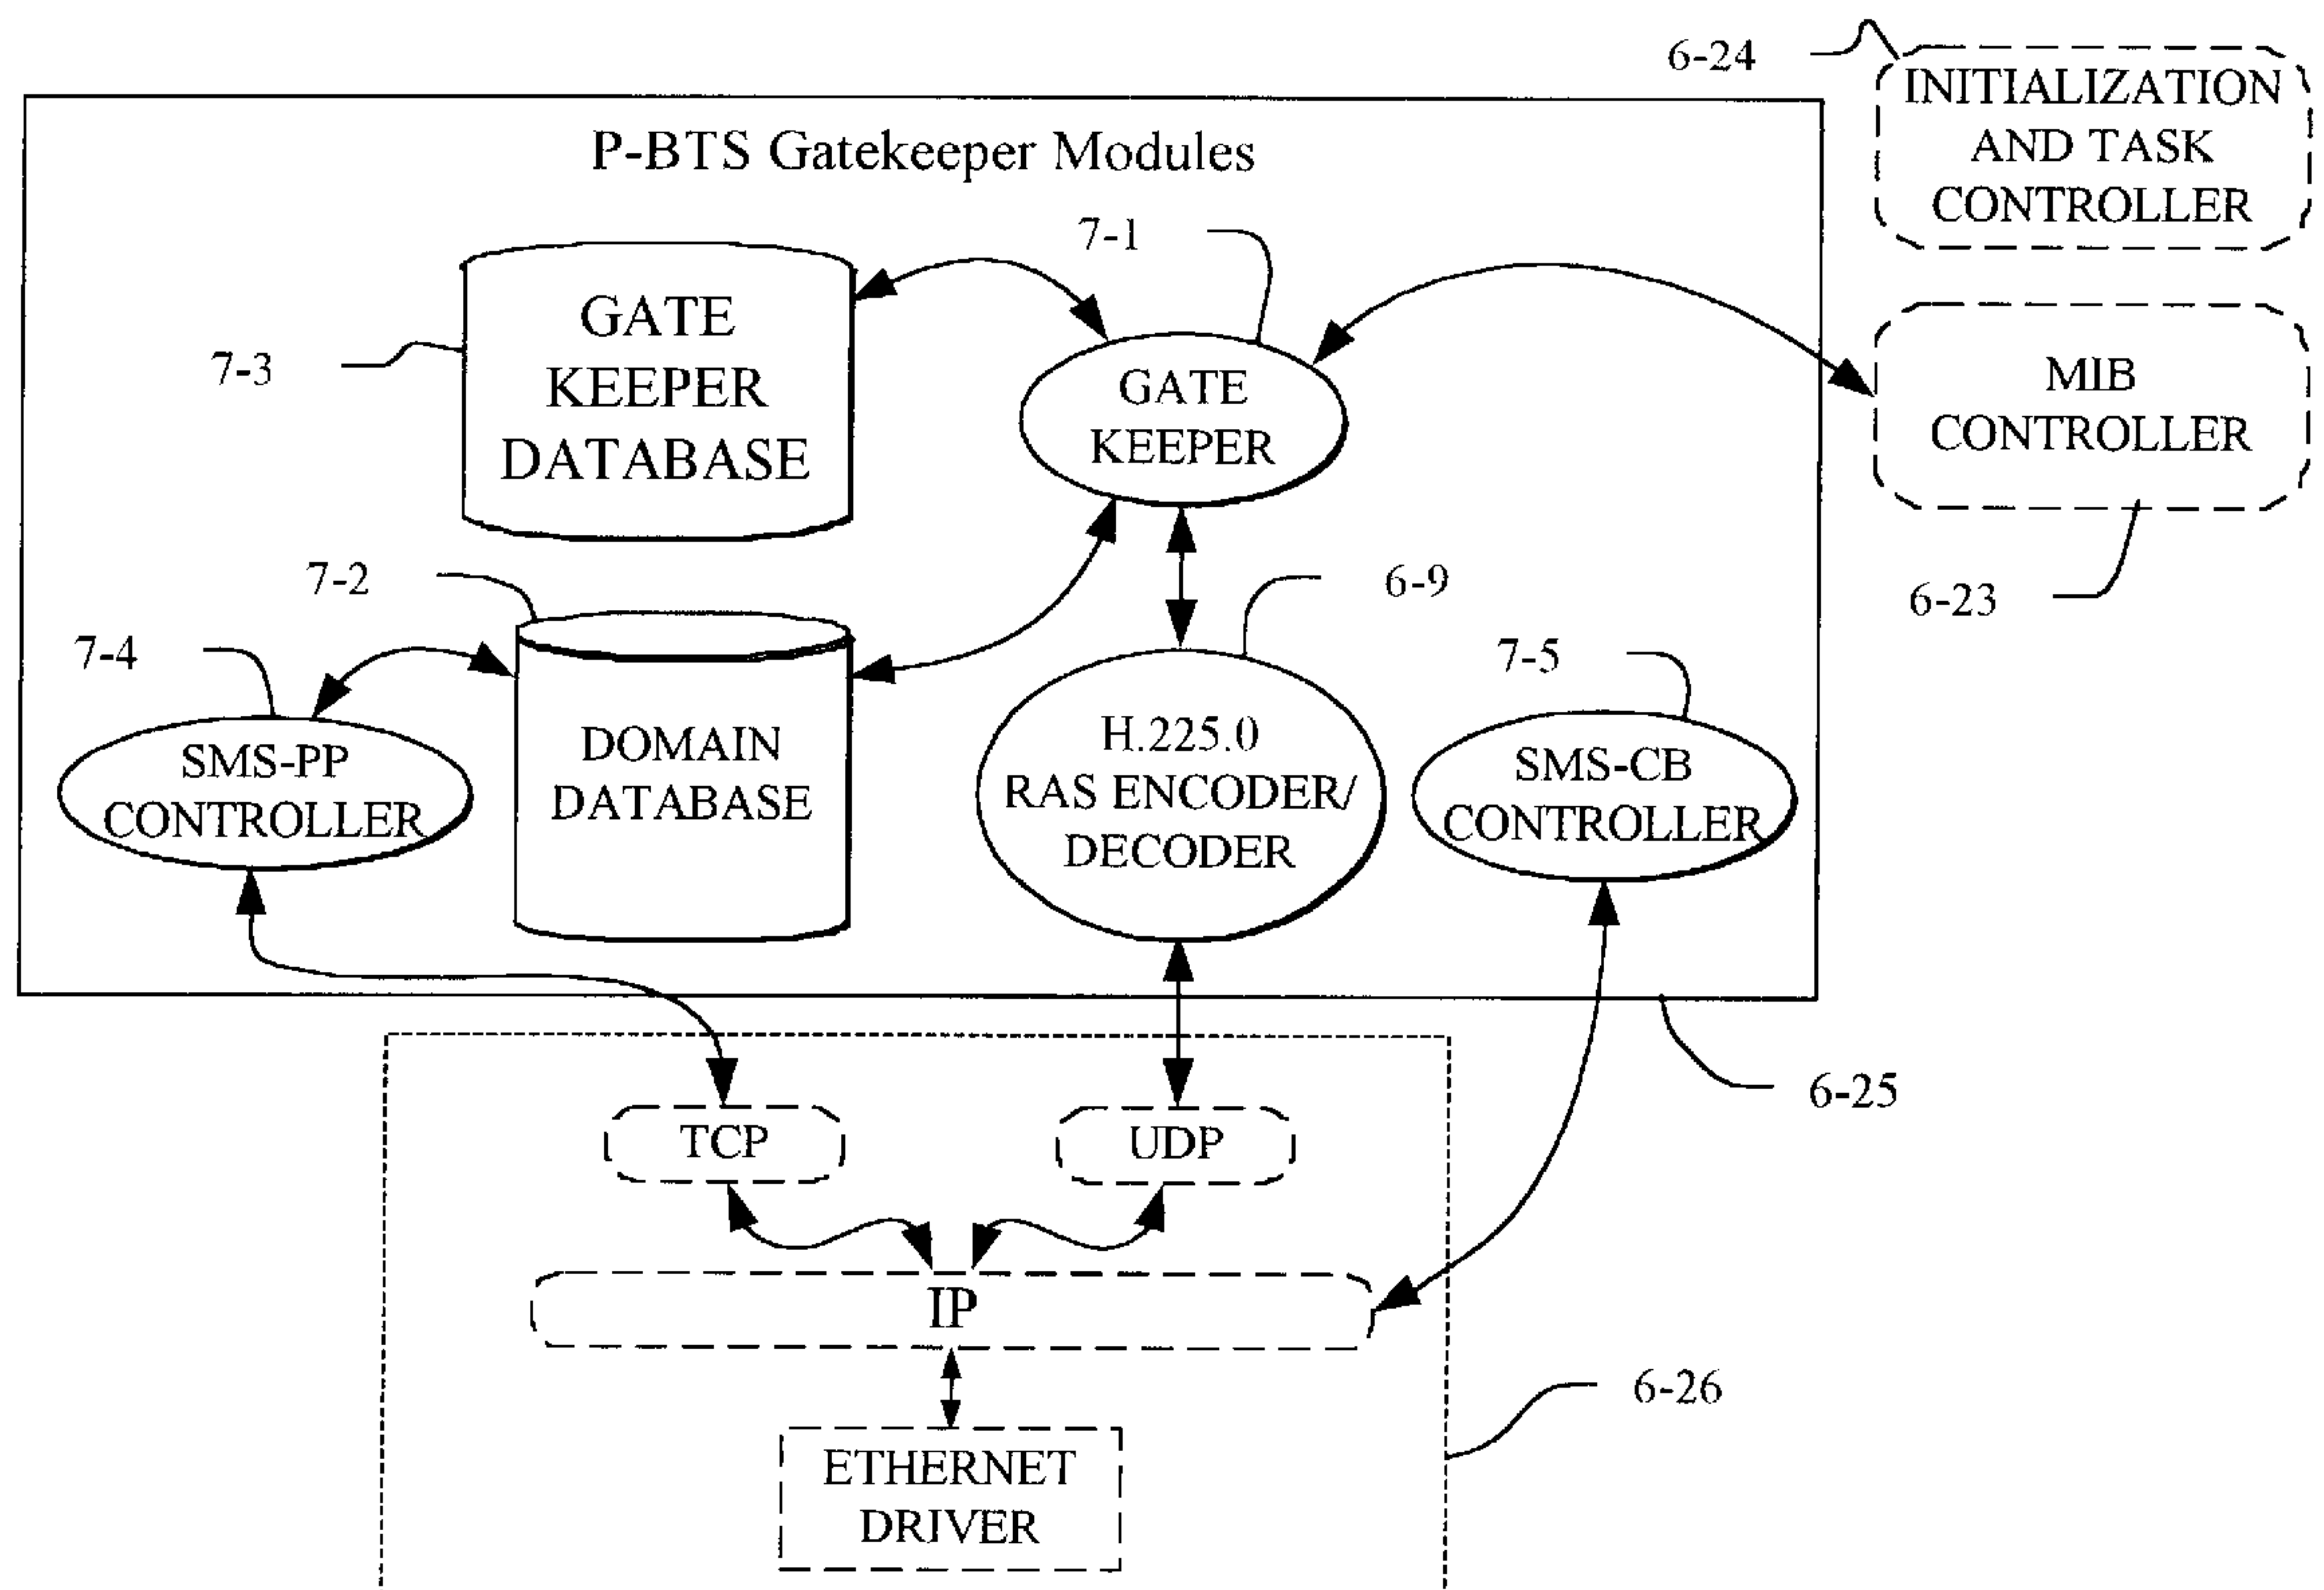 6-24
INITIALIZATION
AND TASK
CONTROLLER
P-BTS Gatekeeper Modules
7-1
GATE
KEEPER
DATABASE
7-3
GATE
KEEPER
MIB
CONTROLLER
6-23
7-2
6-9
7-4
7-5
SMS-PP
CONTROLLER
DOMAIN
DATABASE
H.225.0
RAS ENCODER/
DECODER
SMS-CB
CONTROLLER
6-25
TCP
UDP
IP
6-26
ETHERNET
DRIVER